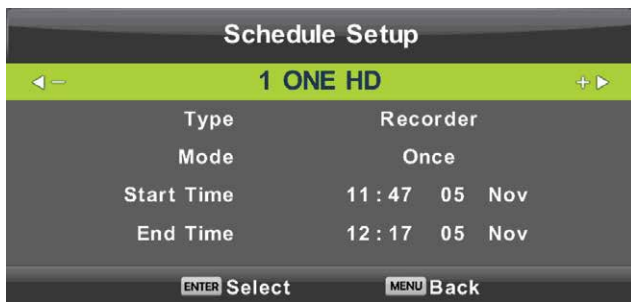 Schedule Setup
1 ONE HD
Type Recorder
Mode Once
Start Time 11:47 05 Nov
End Time 12:17 05 Nov
ENTER Select MENU Back